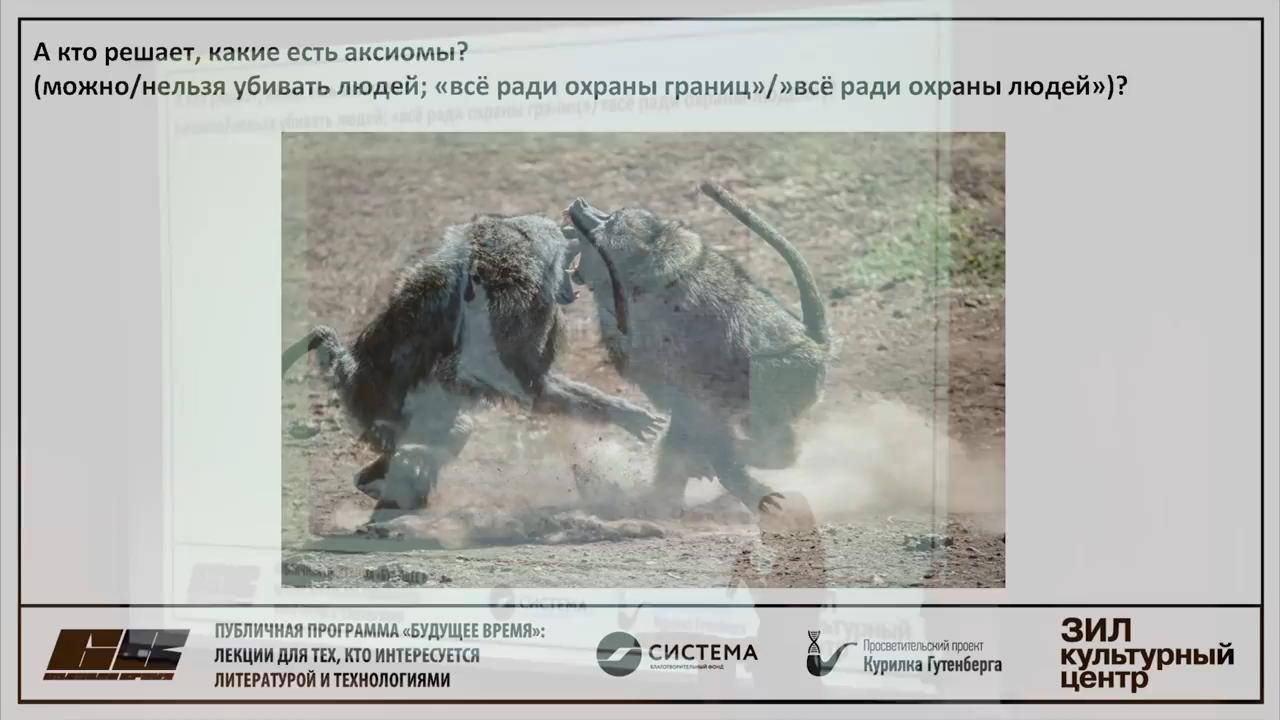 А кто решает, какие есть аксиомы?
(можно/нельзя убивать людей; «всё ради охраны границ»/»всё ради охраны людей»)?
ПУБЛИЧНАЯ ПРОГРАММА «БУДУЩЕЕ ВРЕМЯ»:
ЛЕКЦИИ ДЛЯ ТЕХ, КТО ИНТЕРЕСУЕТСЯ
ЛИТЕРАТУРОЙ И ТЕХНОЛОГИЯМИ
СИСТЕМА
БЛАГОТВОРИТЕЛЬНЫЙ ФОНД
Просветительский проект
Курилка Гутенберга
ЗИЛ
культурный
центр